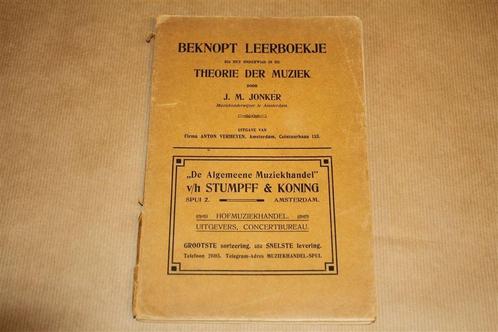 BEKNOPT LEERBOEKJE
BIJ HET ONDERWIJS IN DE
THEORIE DER MUZIEK
DOOR
J. M. JONKER
Muziekonderwijzer te Amsterdam.
UITGAVE VAN
Firma ANTON VERHEYEN, Amsterdam, Ceintuurbaan 153.
„De Algemeene Muziekhandel"
v/h STUMPFF & KONING
SPUI 2. AMSTERDAM.
HOFMUZIEKHANDEL.
UITGEVERS, CONCERTBUREAU.
GROOTSTE sorteering. SNELSTE levering.
Telefoon 2605. Telegram-Adres MUZIEKHANDEL-SPUI.